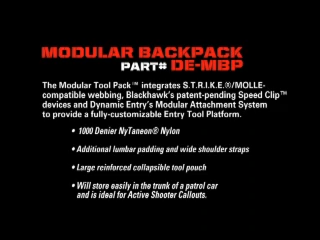 MODULAR BACKPACK
PART# DE-MBP
The Modular Tool Pack™ integrates S.T.R.I.K.E.®/MOLLE-
compatible webbing, Blackhawk's patent-pending Speed Clip™
devices and Dynamic Entry's Modular Attachment System
to provide a fully-customizable Entry Tool Platform.
• 1000 Denier NyTaneon® Nylon
• Additional lumbar padding and wide shoulder straps
• Large reinforced collapsible tool pouch
• Will store easily in the trunk of a patrol car
and is ideal for Active Shooter Callouts.